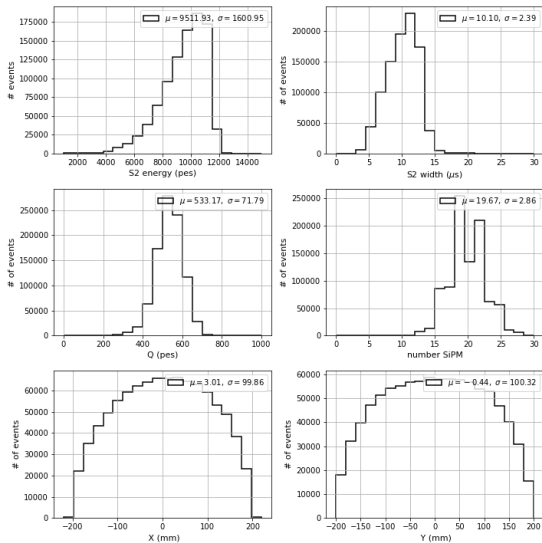 μ = 9511.93, σ = 1600.95
# events
175000
150000
125000
100000
75000
50000
25000
0
2000 4000 6000 8000 10000 12000 14000
S2 energy (pes)
μ = 10.10, σ = 2.39
# of events
200000
150000
100000
50000
0
0 5 10 15 20 25 30
S2 width (μs)
μ = 533.17, σ = 71.79
# of events
250000
200000
150000
100000
50000
0
0 200 400 600 800 1000
Q (pes)
μ = 19.67, σ = 2.86
# of events
250000
200000
150000
100000
50000
0
0 5 10 15 20 25 30
number SiPM
μ = 3.01, σ = 99.86
# of events
60000
50000
40000
30000
20000
10000
0
−200 −100 0 100 200
X (mm)
μ = −0.44, σ = 100.32
# of events
60000
50000
40000
30000
20000
10000
0
−200 −150 −100 −50 0 50 100 150 200
Y (mm)